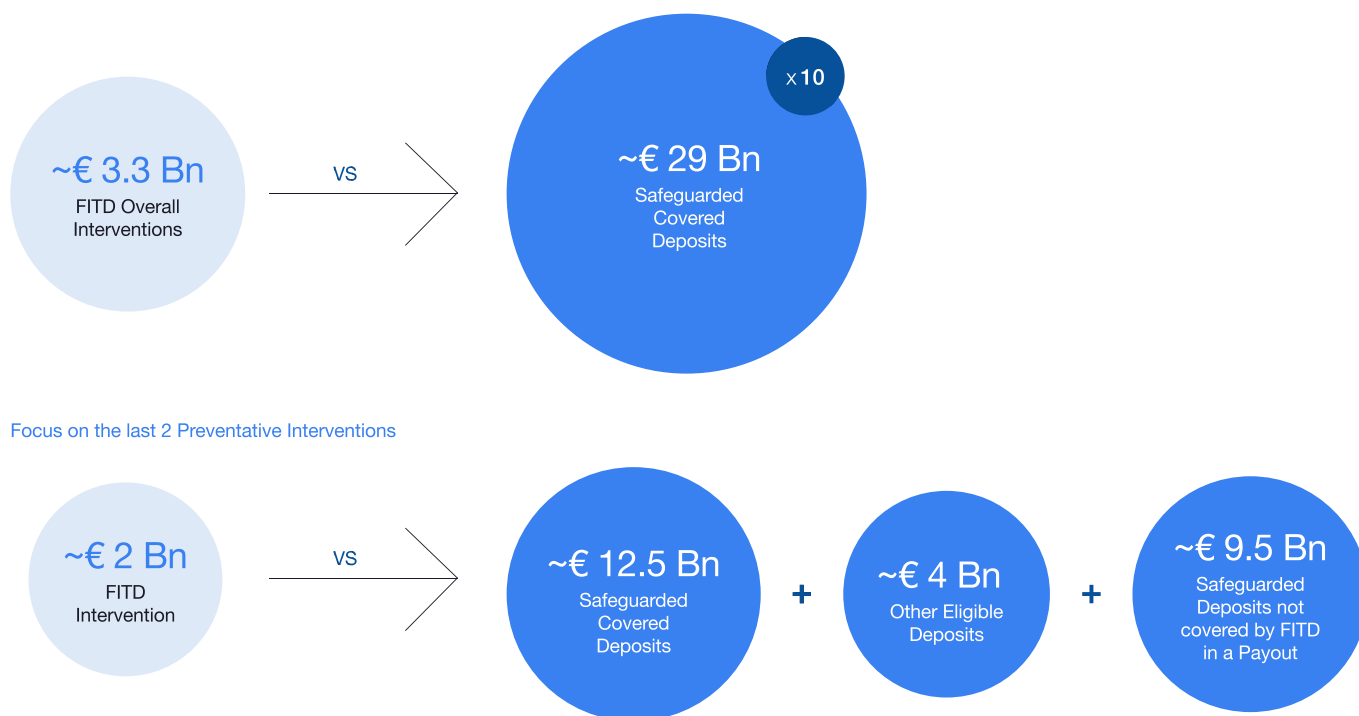 ~€ 3.3 Bn
FITD Overall
Interventions
VS
x 10
~€ 29 Bn
Safeguarded
Covered
Deposits
Focus on the last 2 Preventative Interventions
~€ 2 Bn
FITD
Intervention
VS
~€ 12.5 Bn
Safeguarded
Covered
Deposits
+
~€ 4 Bn
Other Eligible
Deposits
+
~€ 9.5 Bn
Safeguarded
Deposits not
covered by FITD
in a Payout